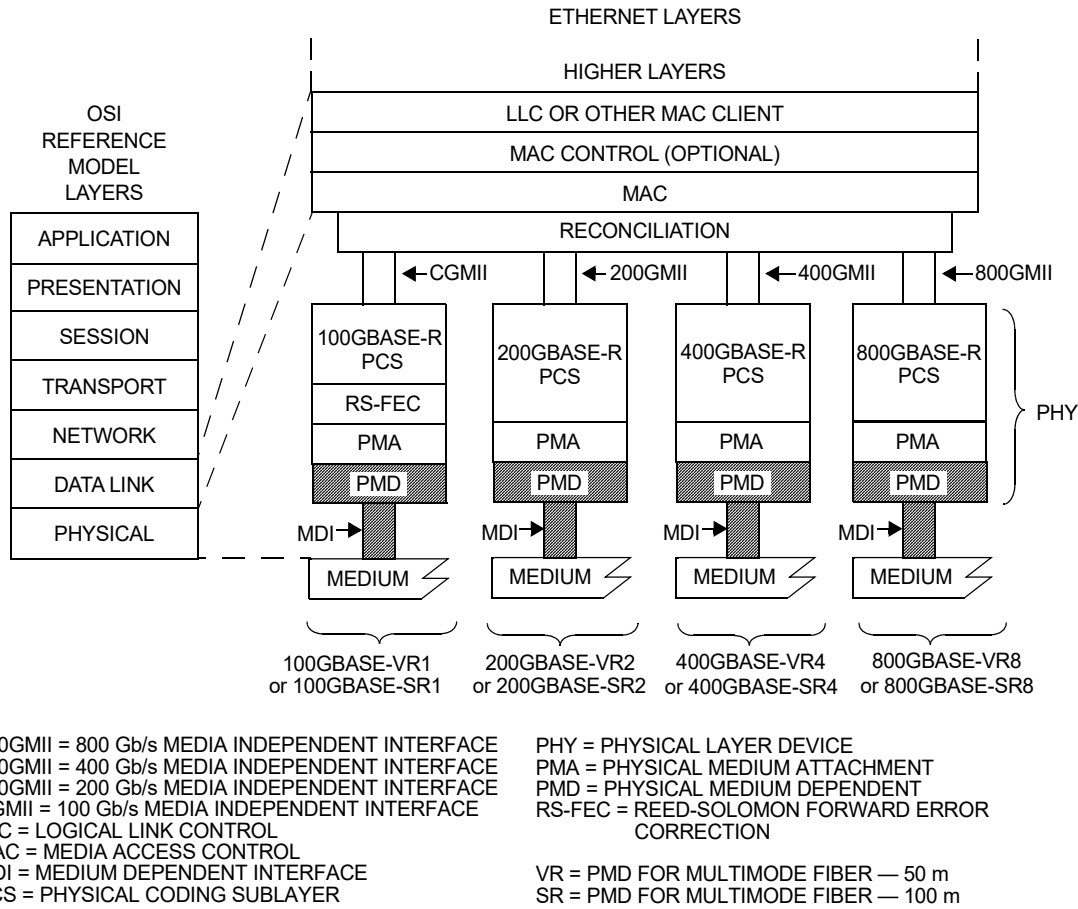 ETHERNET LAYERS
HIGHER LAYERS
LLC OR OTHER MAC CLIENT
MAC CONTROL (OPTIONAL)
MAC
RECONCILIATION
OSI
REFERENCE
MODEL
LAYERS
APPLICATION
PRESENTATION
SESSION
TRANSPORT
NETWORK
DATA LINK
PHYSICAL
CGMII
200GMII
400GMII
800GMII
100GBASE-R
PCS
RS-FEC
PMA
PMD
MDI
MEDIUM
200GBASE-R
PCS
PMA
PMD
MDI
MEDIUM
400GBASE-R
PCS
PMA
PMD
MDI
MEDIUM
800GBASE-R
PCS
PMA
PMD
MDI
MEDIUM
PHY
100GBASE-VR1
or 100GBASE-SR1
200GBASE-VR2
or 200GBASE-SR2
400GBASE-VR4
or 400GBASE-SR4
800GBASE-VR8
or 800GBASE-SR8
0GMII = 800 Gb/s MEDIA INDEPENDENT INTERFACE
0GMII = 400 Gb/s MEDIA INDEPENDENT INTERFACE
0GMII = 200 Gb/s MEDIA INDEPENDENT INTERFACE
GMII = 100 Gb/s MEDIA INDEPENDENT INTERFACE
C = LOGICAL LINK CONTROL
AC = MEDIA ACCESS CONTROL
DI = MEDIUM DEPENDENT INTERFACE
CS = PHYSICAL CODING SUBLAYER
PHY = PHYSICAL LAYER DEVICE
PMA = PHYSICAL MEDIUM ATTACHMENT
PMD = PHYSICAL MEDIUM DEPENDENT
RS-FEC = REED-SOLOMON FORWARD ERROR
CORRECTION
VR = PMD FOR MULTIMODE FIBER — 50 m
SR = PMD FOR MULTIMODE FIBER — 100 m